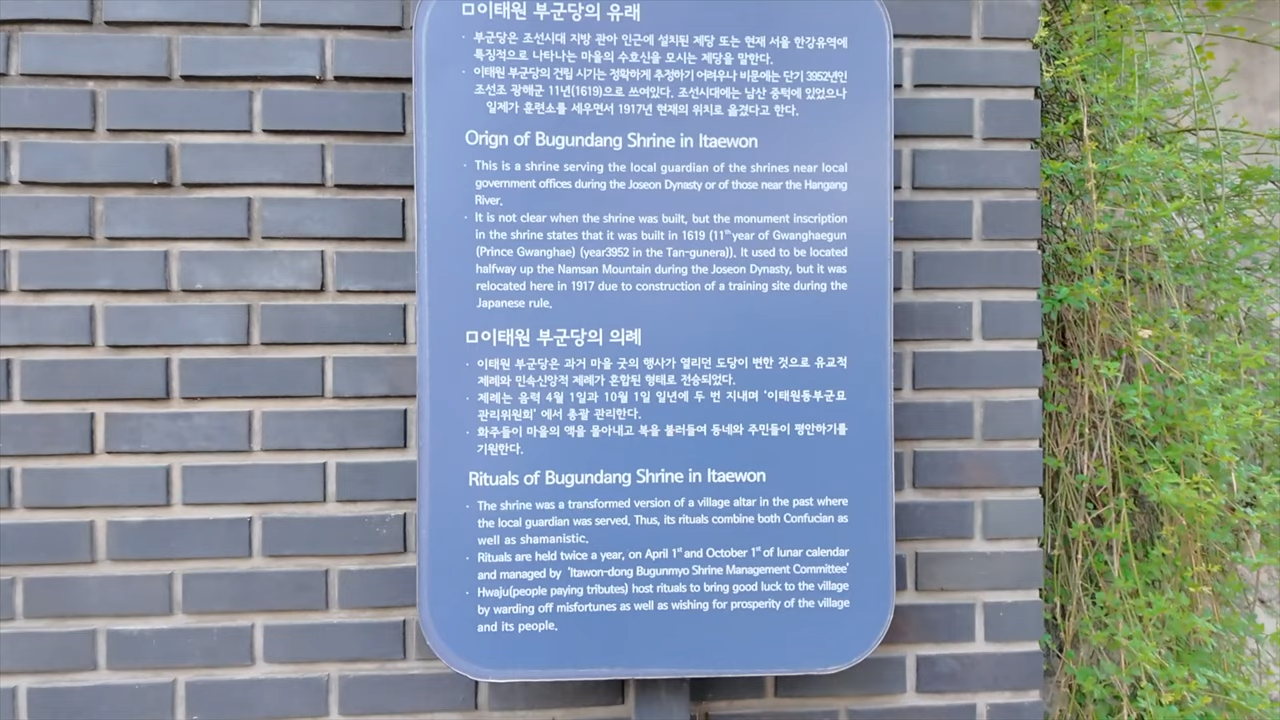 □이태원 부군당의 유래
· 부군당은 조선시대 지방 관아 인근에 설치된 제당 또는 현재 서울 한강유역에
특징적으로 나타나는 마을의 수호신을 모시는 제당을 말한다.
· 이태원 부군당의 건립 시기는 정확하게 추정하기 어려우나 비문에는 단기 3952년인
조선조 광해군 11년(1619)으로 쓰여있다. 조선시대에는 남산 중턱에 있었으나
일제가 훈련소를 세우면서 1917년 현재의 위치로 옮겼다고 한다.
Orign of Bugundang Shrine in Itaewon
· This is a shrine serving the local guardian of the shrines near local
government offices during the Joseon Dynasty or of those near the Hangang
River.
· It is not clear when the shrine was built, but the monument inscription
in the shrine states that it was built in 1619 (11th year of Gwanghaegun
(Prince Gwanghae) (year3952 in the Tan-gunera)). It used to be located
halfway up the Namsan Mountain during the Joseon Dynasty, but it was
relocated here in 1917 due to construction of a training site during the
Japanese rule.
□이태원 부군당의 의례
· 이태원 부군당은 과거 마을 굿의 행사가 열리던 도당이 변한 것으로 유교적
제례와 민속신앙적 제례가 혼합된 형태로 전승되었다.
· 제례는 음력 4월 1일과 10월 1일 일년에 두 번 지내며 '이태원동부군묘
관리위원회' 에서 총괄 관리한다.
· 화주들이 마을의 액을 몰아내고 복을 불러들여 동네와 주민들이 평안하기를
기원한다.
Rituals of Bugundang Shrine in Itaewon
· The shrine was a transformed version of a village altar in the past where
the local guardian was served. Thus, its rituals combine both Confucian as
well as shamanistic.
· Rituals are held twice a year, on April 1st and October 1st of lunar calendar
and managed by 'Itawon-dong Bugunmyo Shrine Management Committee'
· Hwaju(people paying tributes) host rituals to bring good luck to the village
by warding off misfortunes as well as wishing for prosperity of the village
and its people.